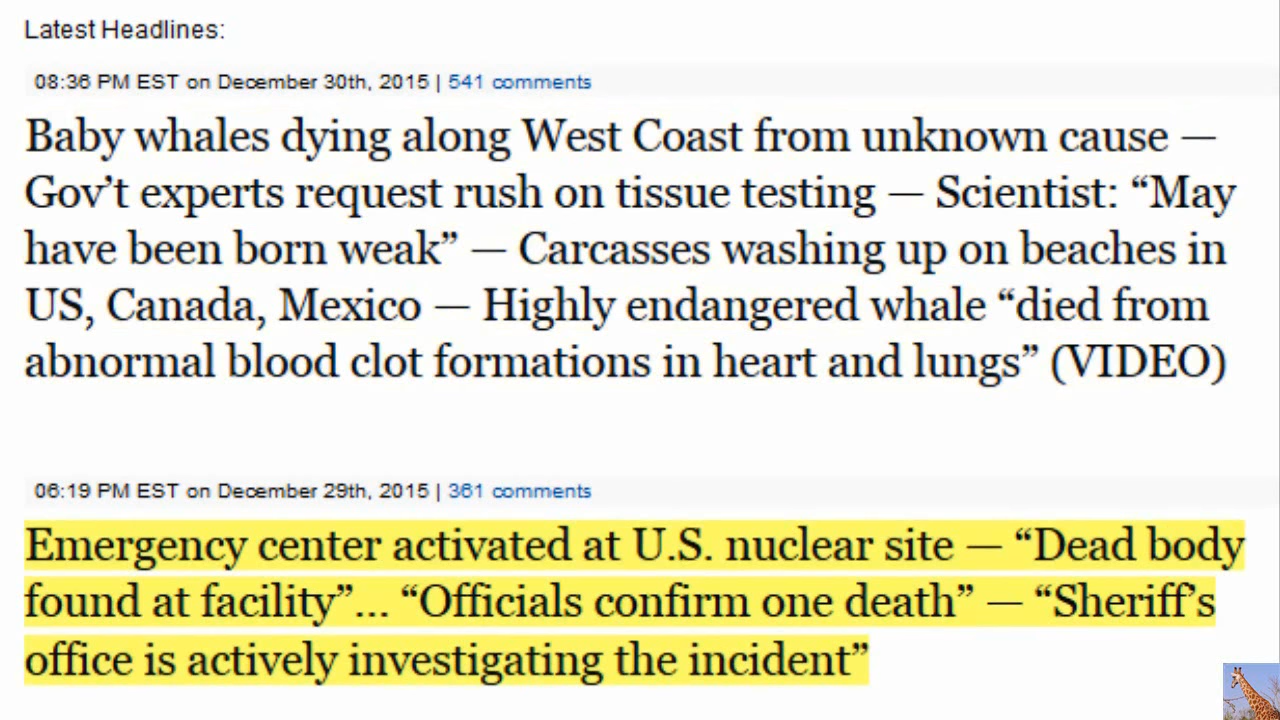 Latest Headlines:
08:36 PM EST on December 30th, 2015 | 541 comments
Baby whales dying along West Coast from unknown cause —
Gov’t experts request rush on tissue testing — Scientist: “May
have been born weak” — Carcasses washing up on beaches in
US, Canada, Mexico — Highly endangered whale “died from
abnormal blood clot formations in heart and lungs” (VIDEO)
06:19 PM EST on December 29th, 2015 | 361 comments
Emergency center activated at U.S. nuclear site — “Dead body
found at facility”... “Officials confirm one death” — “Sheriff’s
office is actively investigating the incident”